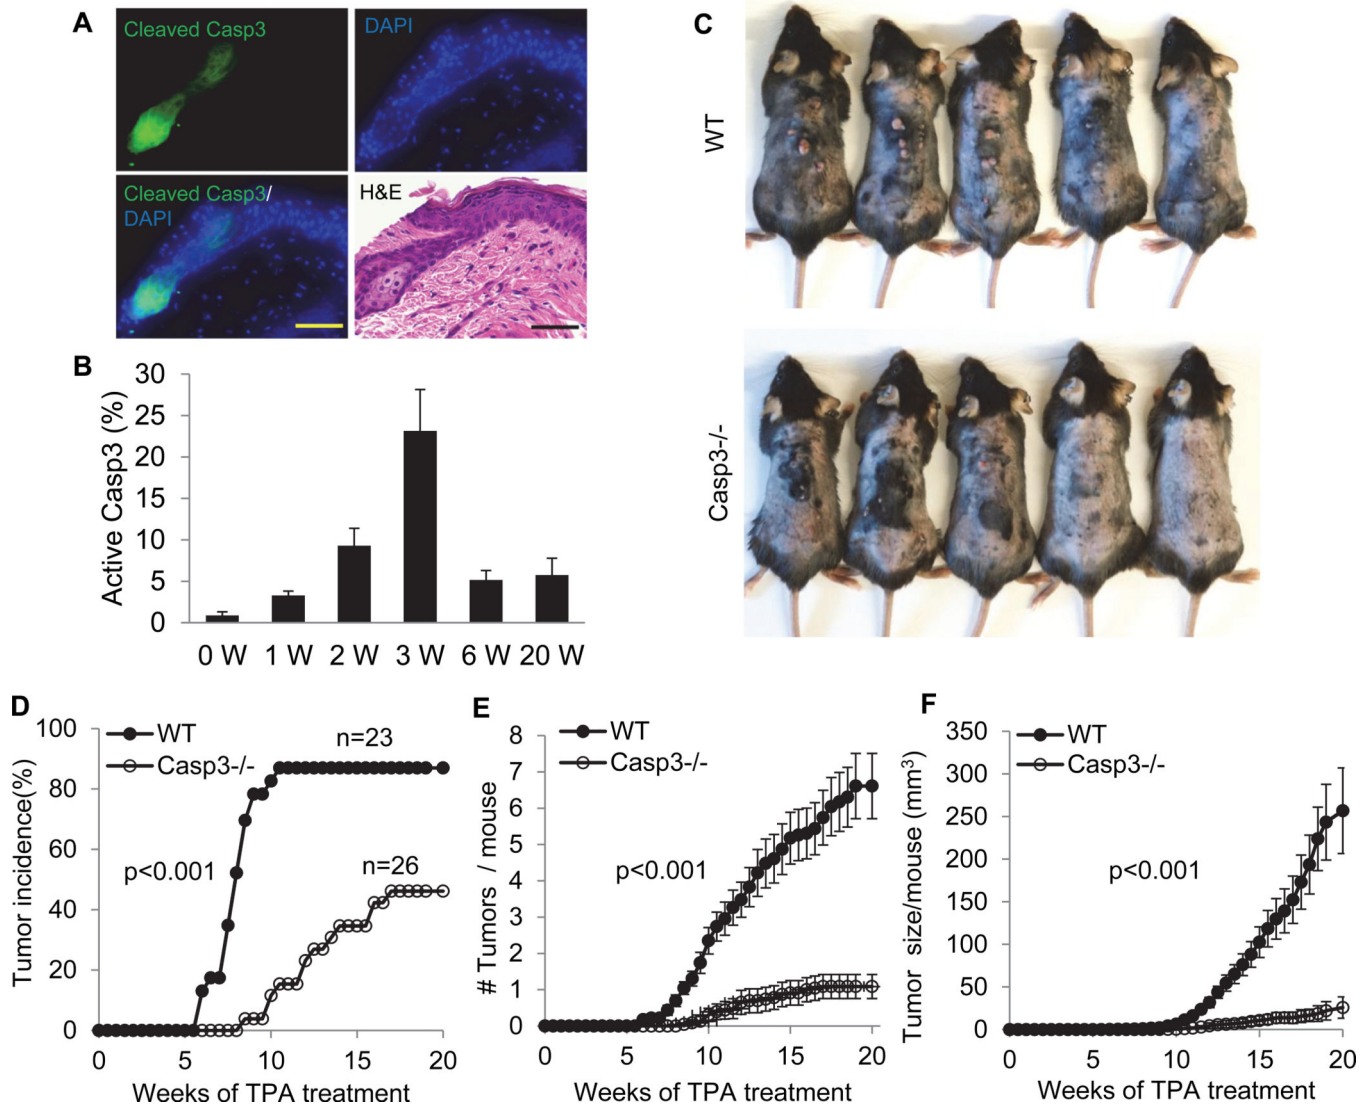 A
Cleaved Casp3
DAPI
Cleaved Casp3/
DAPI
H&E
B
Active Casp3 (%)
30
25
20
15
10
5
0
0 W 1 W 2 W 3 W 6 W 20 W
C
WT
Casp3-/-
D
Tumor incidence(%)
100
80
60
40
20
0
WT
Casp3-/-
n=23
n=26
p<0.001
0 5 10 15 20
Weeks of TPA treatment
E
# Tumors / mouse
8
7
6
5
4
3
2
1
0
WT
Casp3-/-
p<0.001
0 5 10 15 20
Weeks of TPA treatment
F
Tumor size/mouse (mm³)
350
300
250
200
150
100
50
0
WT
Casp3-/-
p<0.001
0 5 10 15 20
Weeks of TPA treatment